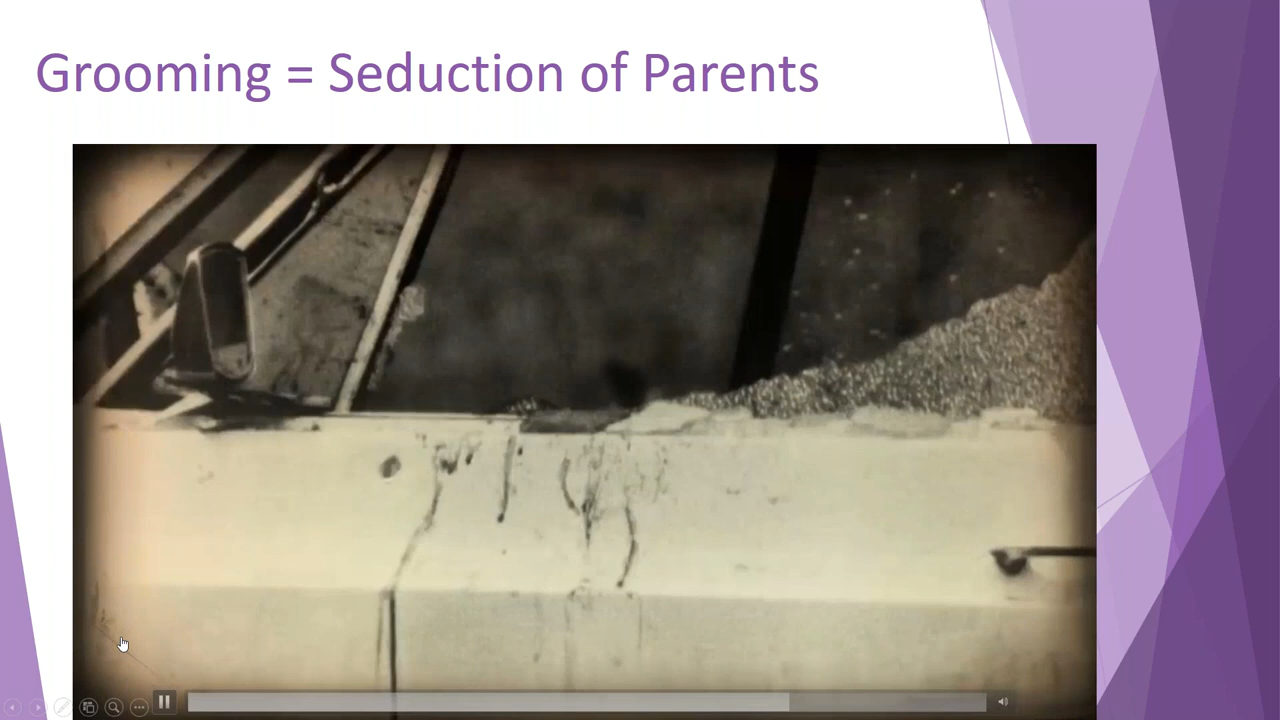 Grooming = Seduction of Parents